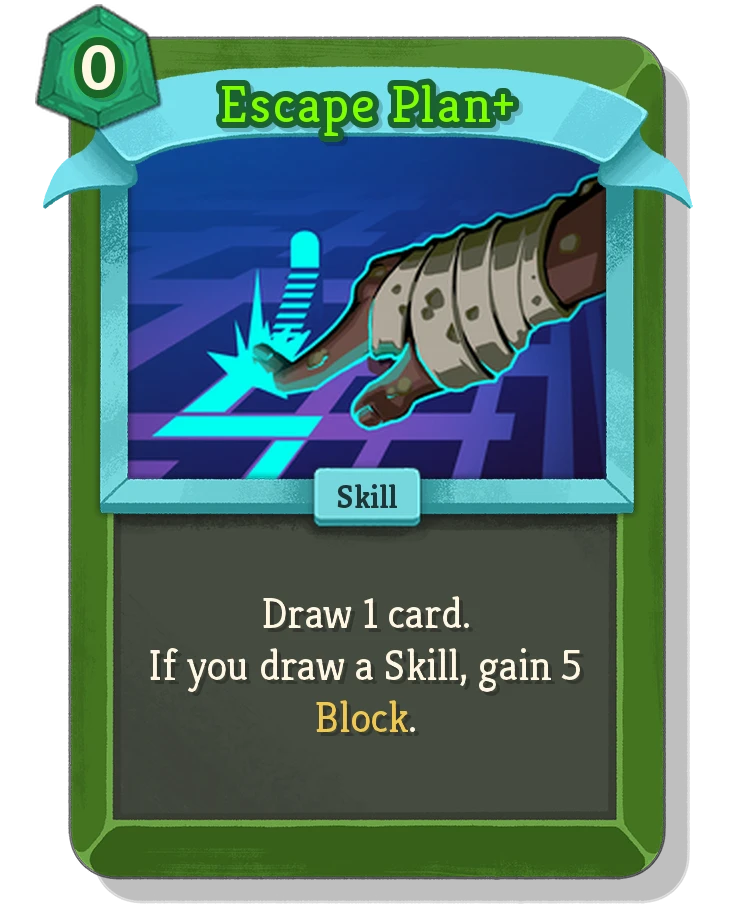 0
Escape Plan+
Skill
Draw 1 card.
If you draw a Skill, gain 5
Block.